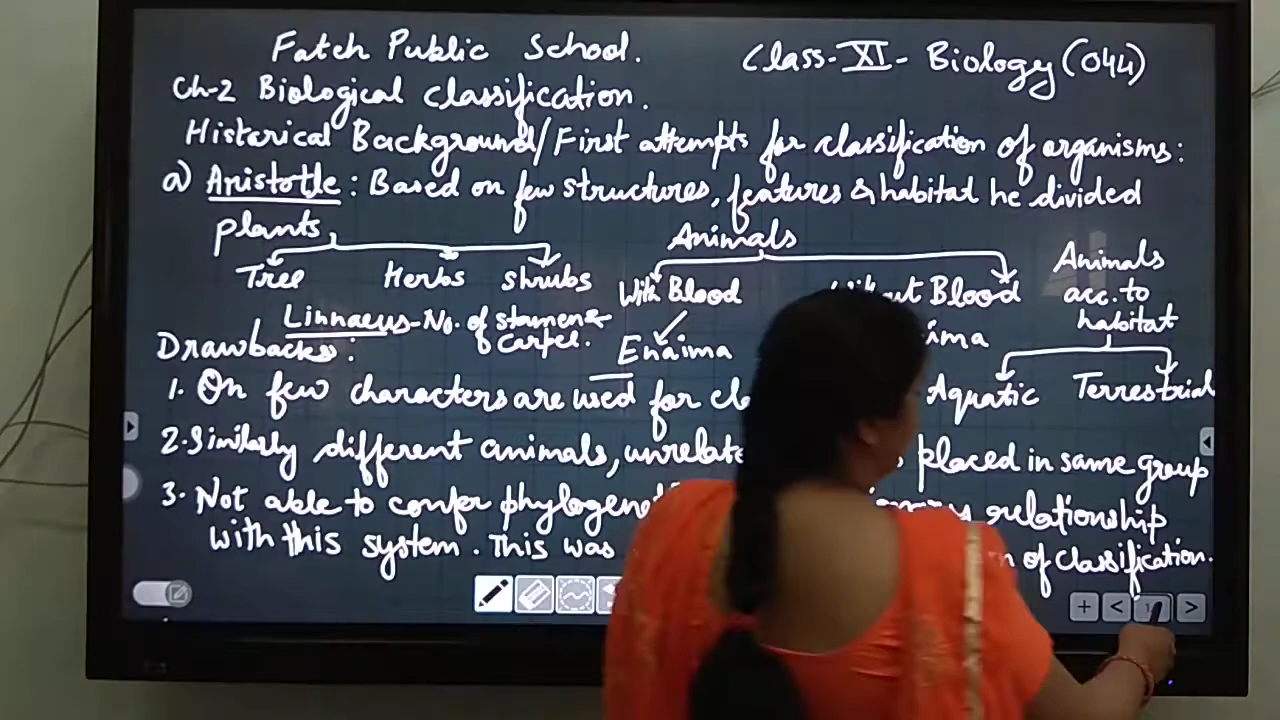 Fateh Public School. Class-XI- Biology (044)
Ch-2 Biological classification.
Historical Background/First attempts for classification of organisms:
a) Aristotle: Based on few structures, features & habitat he divided
plants Animals Animals
Tree Herbs shrubs With Blood Blood acc. to
habitat
Linnaeus-No. of stamen &
carpel.
Drawbacks: Enaima
1. On few characters are used for Aquatic Terrestrial
2. Similarly different animals, placed in same group
3. Not able to confer relationship
with this system. This was of classification.